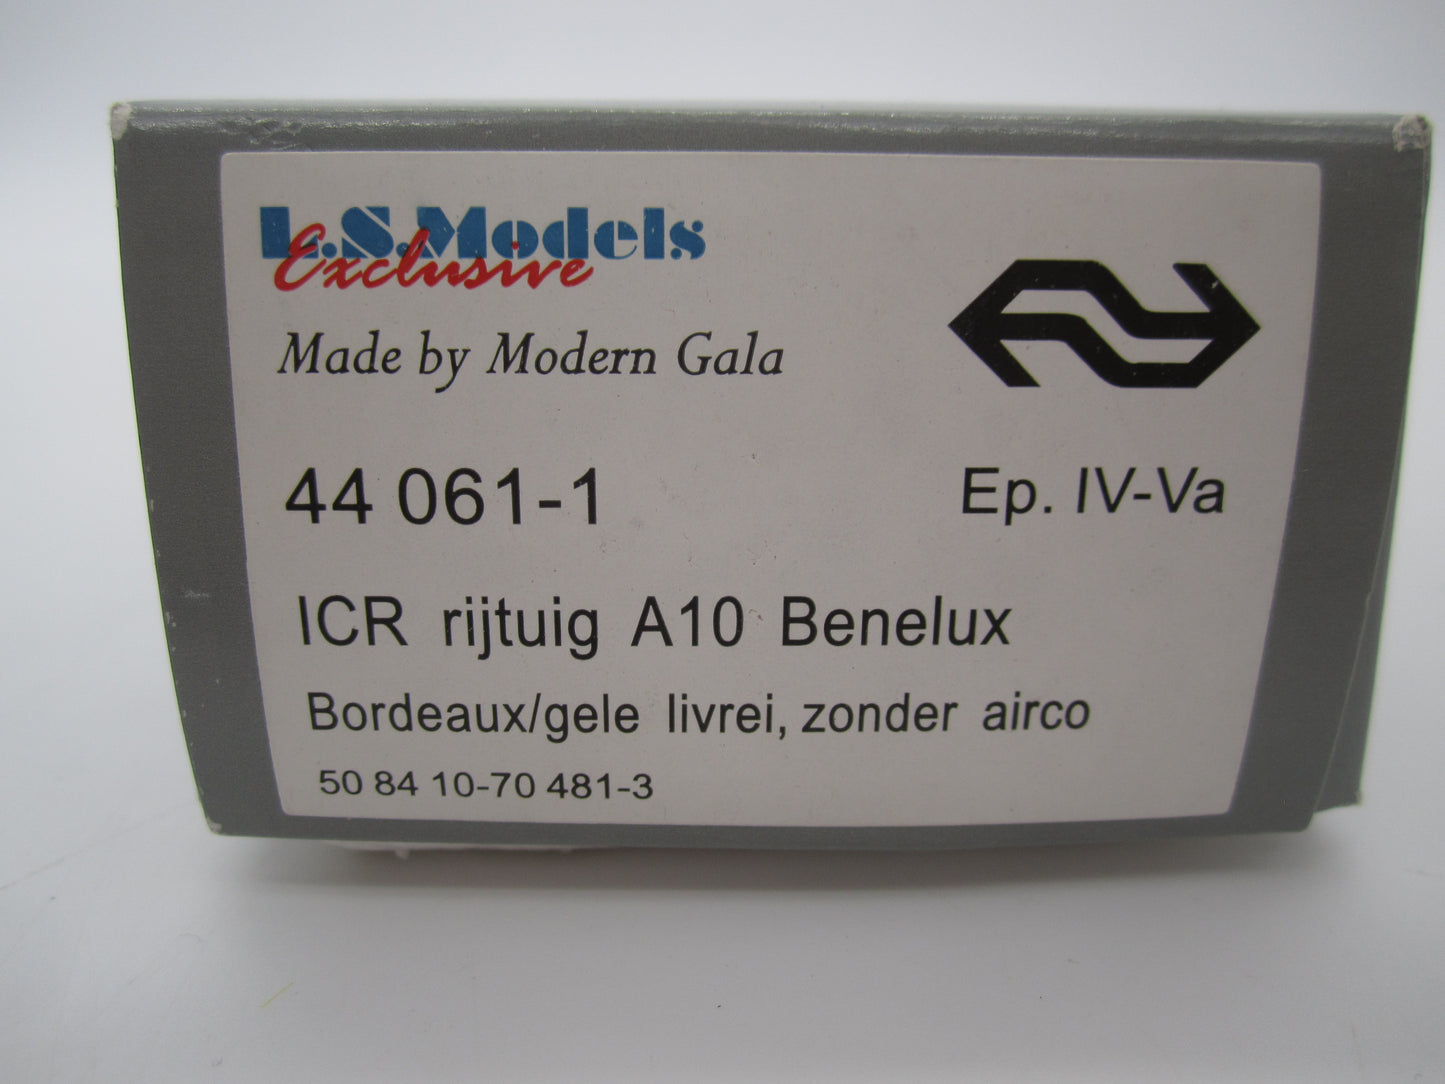 L.S.Models
Exclusive
Made by Modern Gala
44 061-1
Ep. IV-Va
ICR rijtuig A10 Benelux
Bordeaux/gele livrei, zonder airco
50 84 10-70 481-3